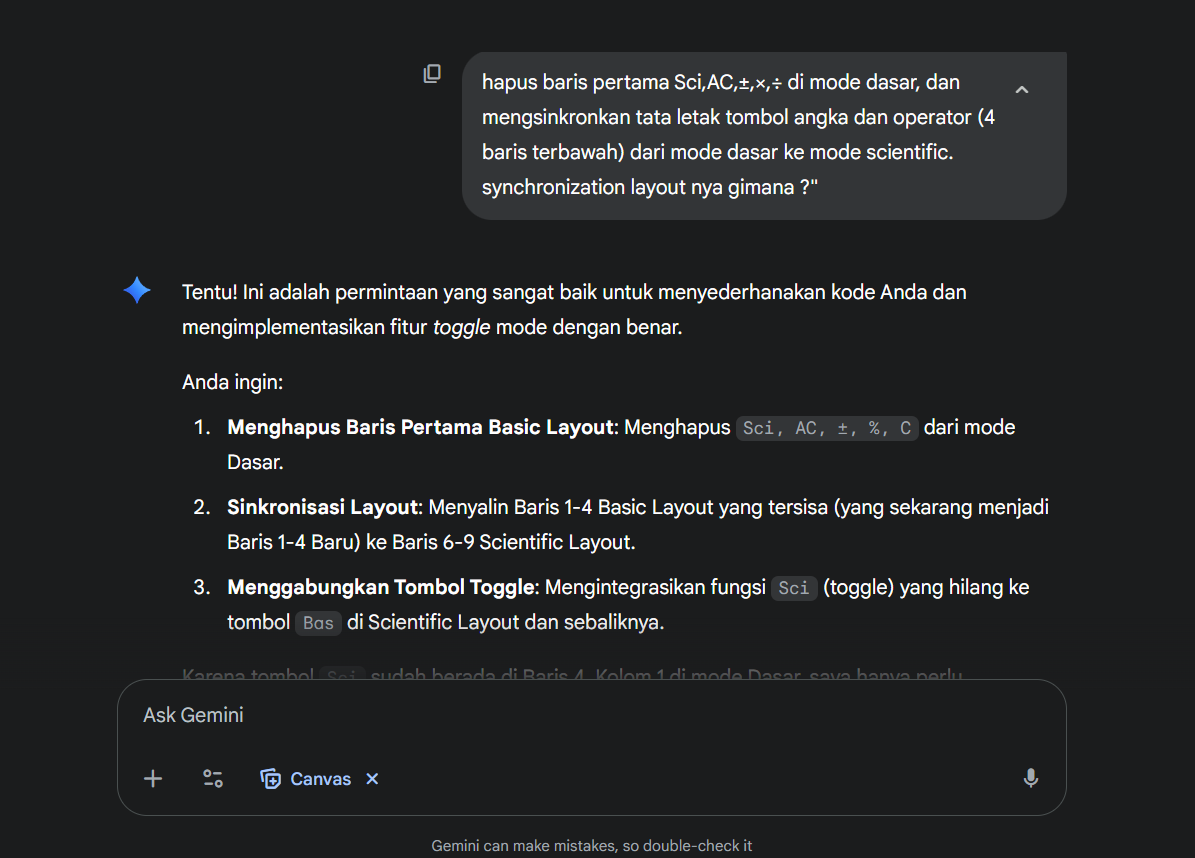 hapus baris pertama Sci,AC,±,×,÷ di mode dasar, dan
mengsinkronkan tata letak tombol angka dan operator (4
baris terbawah) dari mode dasar ke mode scientific.
synchronization layout nya gimana ?"
Tentu! Ini adalah permintaan yang sangat baik untuk menyederhanakan kode Anda dan
mengimplementasikan fitur toggle mode dengan benar.
Anda ingin:
1. Menghapus Baris Pertama Basic Layout: Menghapus Sci, AC, ±, %, C dari mode
Dasar.
2. Sinkronisasi Layout: Menyalin Baris 1-4 Basic Layout yang tersisa (yang sekarang menjadi
Baris 1-4 Baru) ke Baris 6-9 Scientific Layout.
3. Menggabungkan Tombol Toggle: Mengintegrasikan fungsi Sci (toggle) yang hilang ke
tombol Bas di Scientific Layout dan sebaliknya.
Karena tombol Sci sudah berada di Baris 4, Kolom 1 di mode Dasar, saya hanya perlu
Ask Gemini
Canvas
Gemini can make mistakes, so double-check it